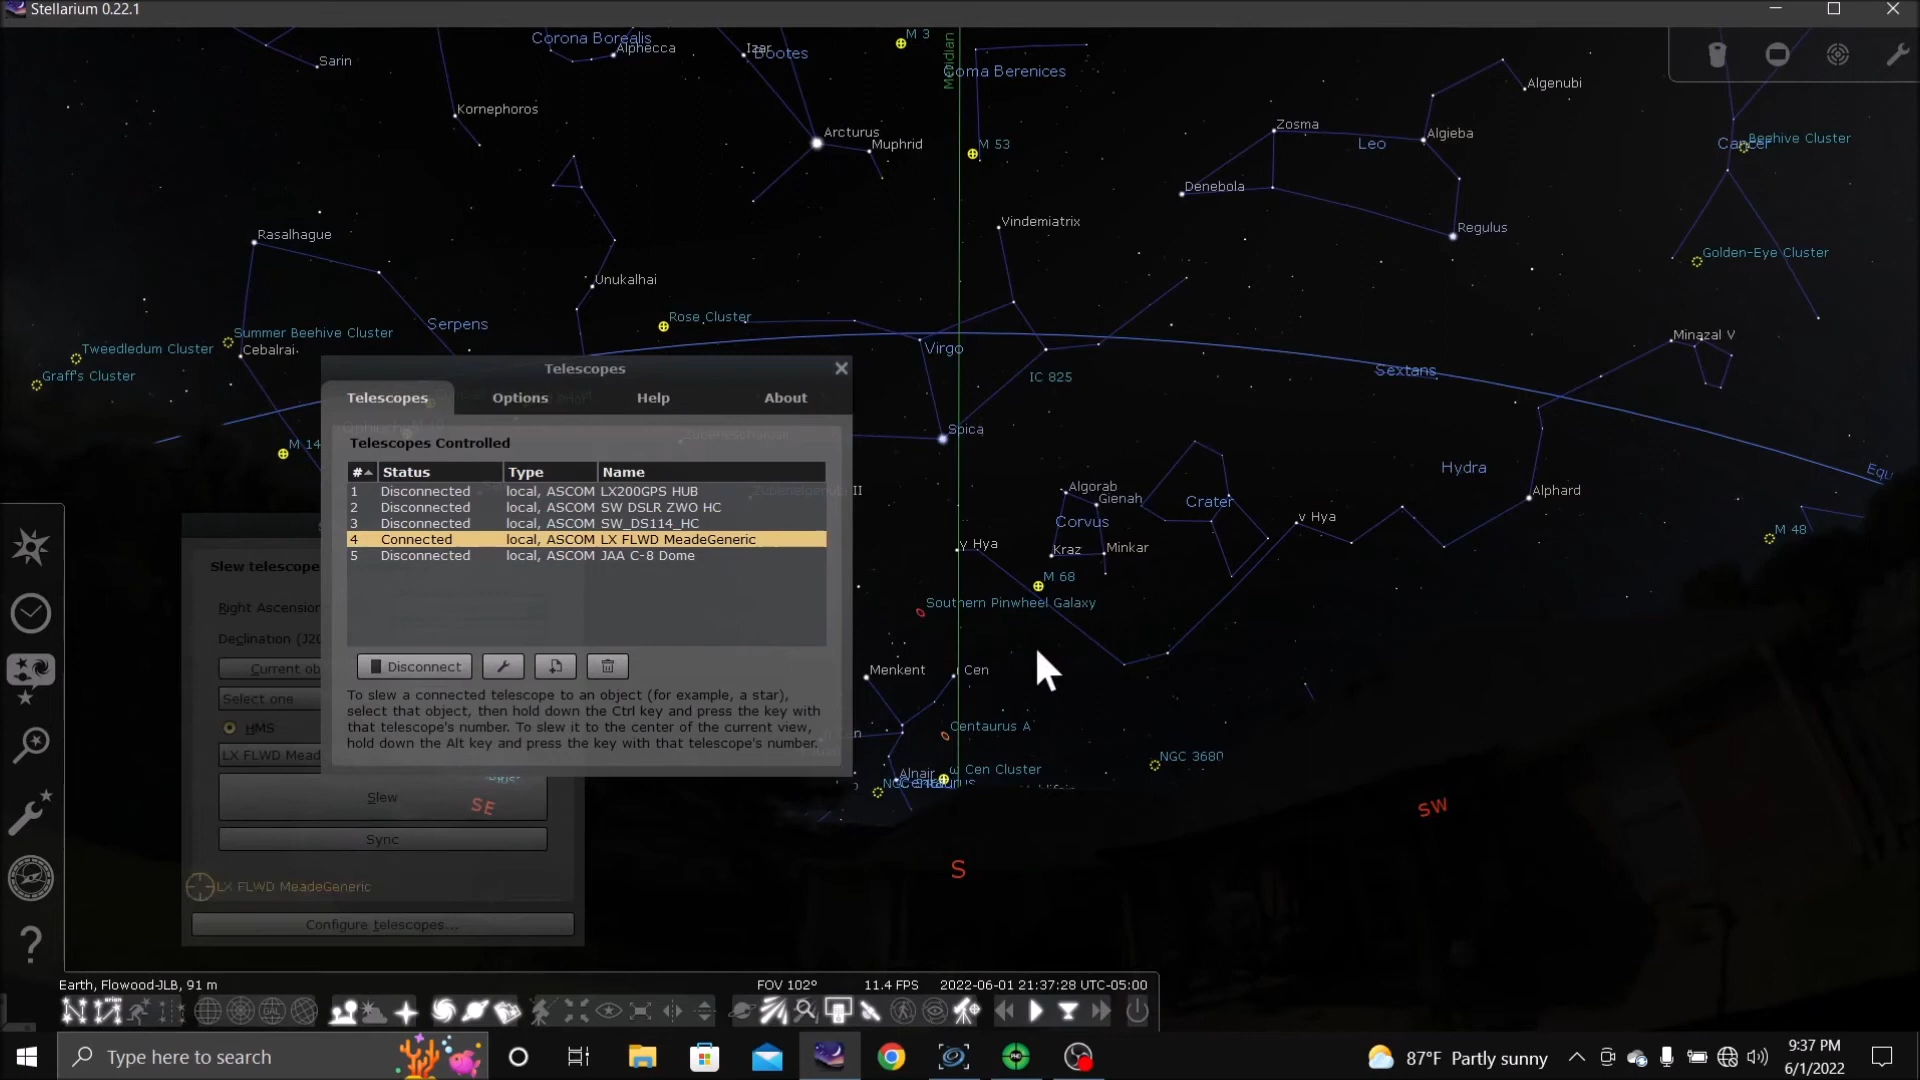 Stellarium 0.22.1
M 3
Corona Borealis
Alphecca
Izar
Bootes
Meridian
Coma Berenices
Sarin
Algenubi
Kornephoros
Arcturus
Muphrid
M 53
Zosma
Algieba
Leo
Cancer
Beehive Cluster
Denebola
Vindemiatrix
Regulus
Rasalhague
Golden-Eye Cluster
Unukalhai
Rose Cluster
Serpens
Summer Beehive Cluster
Tweedledum Cluster
Cebalrai
Graff's Cluster
Virgo
IC 825
Sextans
Minazal V
M 14
Spica
Hydra
Equ
Algorab
Gienah
Crater
Corvus
Alphard
γ Hya
ν Hya
Kraz
Minkar
M 48
M 68
Southern Pinwheel Galaxy
Menkent
ι Cen
Centaurus A
NGC 3680
Alnair
ω Cen Cluster
Telescopes
Telescopes
Options
Help
About
Telescopes Controlled
# Status Type Name
1 Disconnected local, ASCOM LX200GPS HUB
2 Disconnected local, ASCOM SW DSLR ZWO HC
3 Disconnected local, ASCOM SW_DS114_HC
4 Connected local, ASCOM LX FLWD MeadeGeneric
5 Disconnected local, ASCOM JAA C-8 Dome
Disconnect
To slew a connected telescope to an object (for example, a star),
select that object, then hold down the Ctrl key and press the key with
that telescope's number. To slew it to the center of the current view,
hold down the Alt key and press the key with that telescope's number.
Slew telescope
Right Ascension
Declination (J20
Current ob
Select one
HMS
LX FLWD Mead
Slew
SE
Sync
LX FLWD MeadeGeneric
Configure telescopes...
S
SW
Earth, Flowood-JLB, 91 m
FOV 102°
11.4 FPS
2022-06-01 21:37:28 UTC-05:00
Type here to search
87°F Partly sunny
9:37 PM
6/1/2022